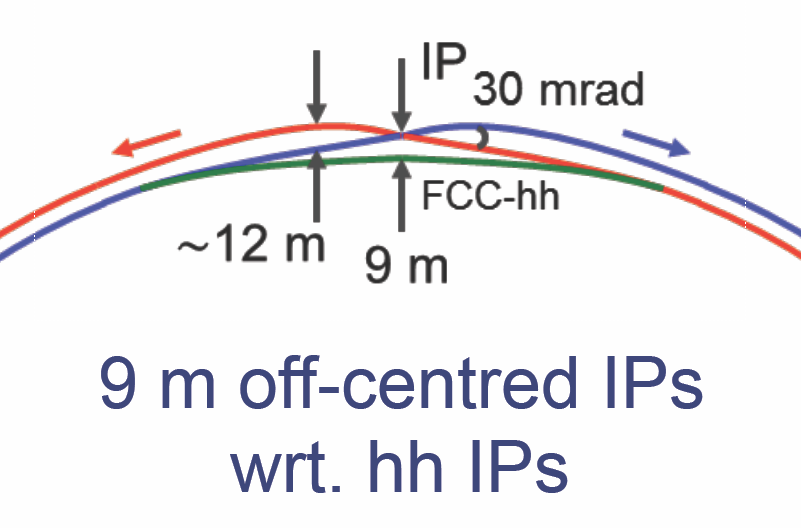 IP
30 mrad
FCC-hh
~12 m
9 m
9 m off-centred IPs
wrt. hh IPs